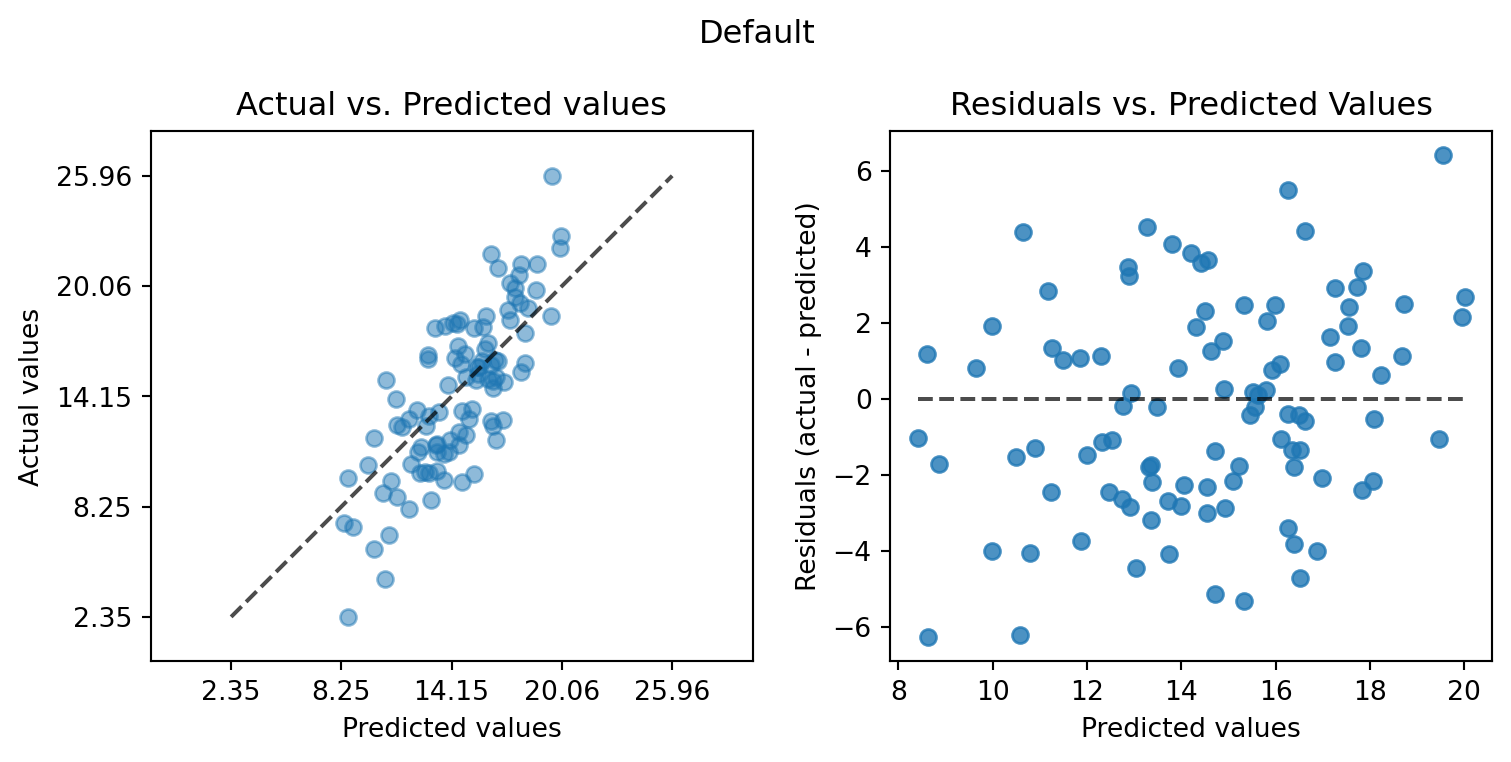 Default
Actual vs. Predicted values
25.96
20.06
14.15
8.25
2.35
Actual values
2.35 8.25 14.15 20.06 25.96
Predicted values
Residuals vs. Predicted Values
6
4
2
0
−2
−4
−6
Residuals (actual - predicted)
8 10 12 14 16 18 20
Predicted values